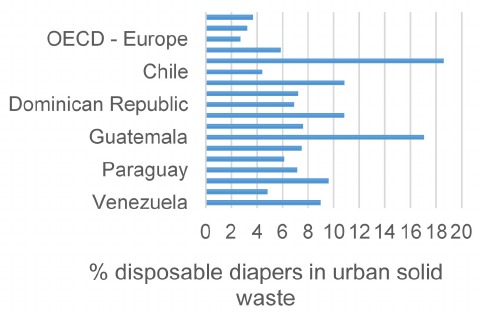 OECD - Europe
Chile
Dominican Republic
Guatemala
Paraguay
Venezuela
0 2 4 6 8 10 12 14 16 18 20
% disposable diapers in urban solid
waste